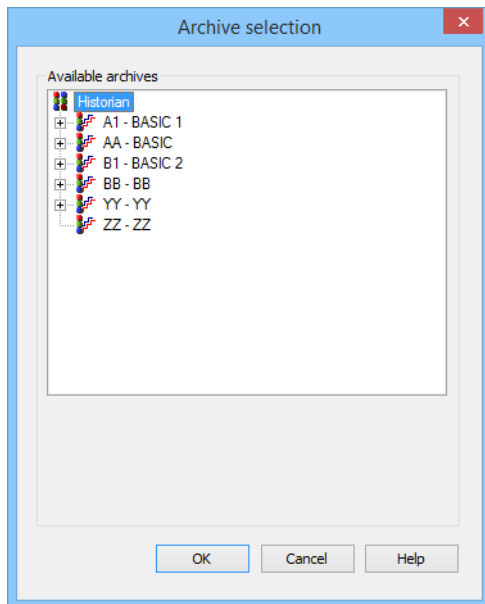 Archive selection
Available archives
Historian
A1 - BASIC 1
AA - BASIC
B1 - BASIC 2
BB - BB
YY - YY
ZZ - ZZ
OK Cancel Help